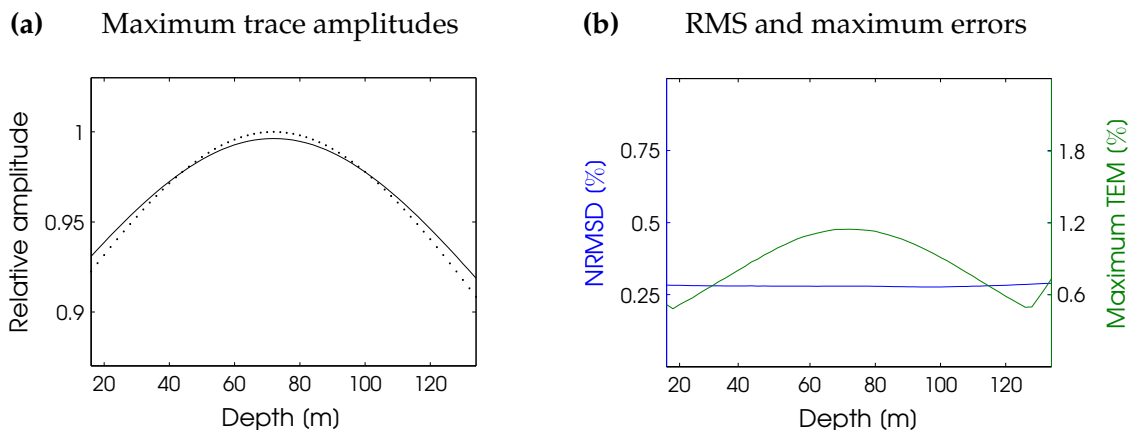 (a) Maximum trace amplitudes
Relative amplitude
1
0.95
0.9
20 40 60 80 100 120
Depth (m)
(b) RMS and maximum errors
NRMSD (%)
0.75
0.5
0.25
1.8
1.2
0.6
Maximum TEM (%)
20 40 60 80 100 120
Depth (m)